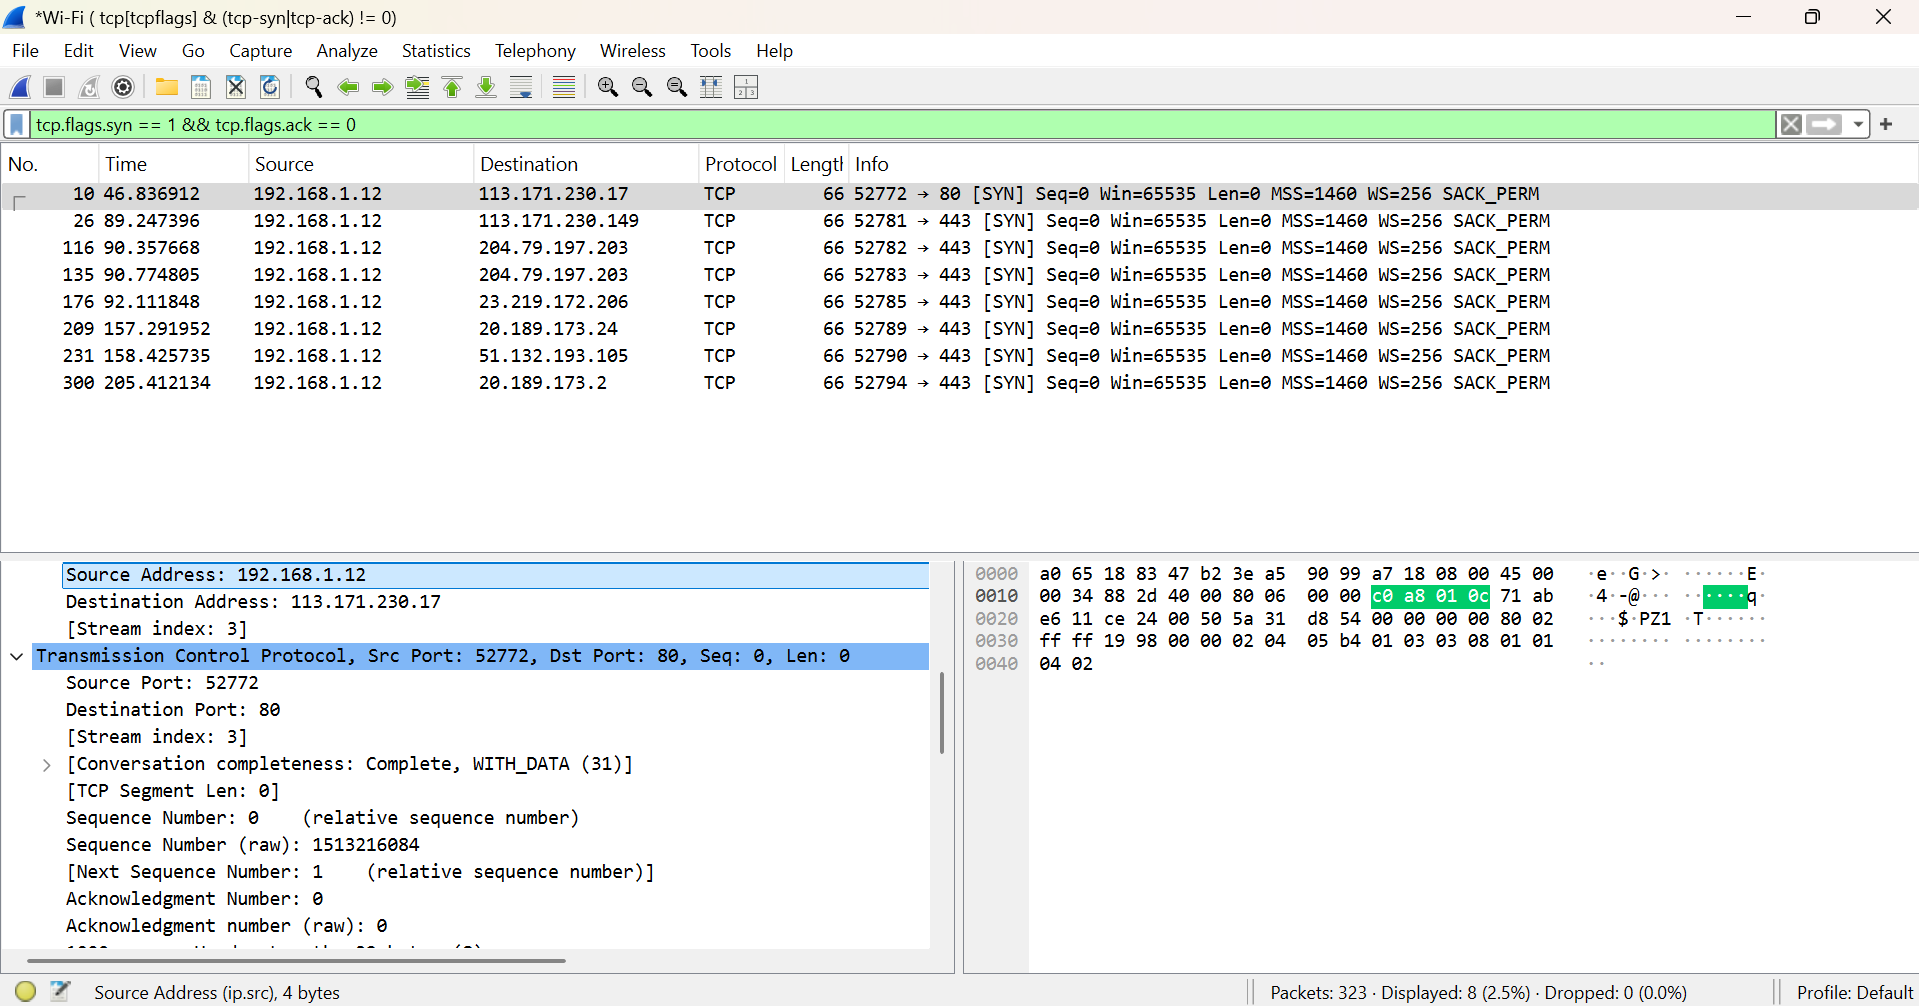 *Wi-Fi ( tcp[tcpflags] & (tcp-syn|tcp-ack) != 0)
File Edit View Go Capture Analyze Statistics Telephony Wireless Tools Help
tcp.flags.syn == 1 && tcp.flags.ack == 0
No. Time Source Destination Protocol Length Info
10 46.836912 192.168.1.12 113.171.230.17 TCP 66 52772 → 80 [SYN] Seq=0 Win=65535 Len=0 MSS=1460 WS=256 SACK_PERM
26 89.247396 192.168.1.12 113.171.230.149 TCP 66 52781 → 443 [SYN] Seq=0 Win=65535 Len=0 MSS=1460 WS=256 SACK_PERM
116 90.357668 192.168.1.12 204.79.197.203 TCP 66 52782 → 443 [SYN] Seq=0 Win=65535 Len=0 MSS=1460 WS=256 SACK_PERM
135 90.774805 192.168.1.12 204.79.197.203 TCP 66 52783 → 443 [SYN] Seq=0 Win=65535 Len=0 MSS=1460 WS=256 SACK_PERM
176 92.111848 192.168.1.12 23.219.172.206 TCP 66 52785 → 443 [SYN] Seq=0 Win=65535 Len=0 MSS=1460 WS=256 SACK_PERM
209 157.291952 192.168.1.12 20.189.173.24 TCP 66 52789 → 443 [SYN] Seq=0 Win=65535 Len=0 MSS=1460 WS=256 SACK_PERM
231 158.425735 192.168.1.12 51.132.193.105 TCP 66 52790 → 443 [SYN] Seq=0 Win=65535 Len=0 MSS=1460 WS=256 SACK_PERM
300 205.412134 192.168.1.12 20.189.173.2 TCP 66 52794 → 443 [SYN] Seq=0 Win=65535 Len=0 MSS=1460 WS=256 SACK_PERM
Source Address: 192.168.1.12
Destination Address: 113.171.230.17
[Stream index: 3]
Transmission Control Protocol, Src Port: 52772, Dst Port: 80, Seq: 0, Len: 0
Source Port: 52772
Destination Port: 80
[Stream index: 3]
[Conversation completeness: Complete, WITH_DATA (31)]
[TCP Segment Len: 0]
Sequence Number: 0 (relative sequence number)
Sequence Number (raw): 1513216084
[Next Sequence Number: 1 (relative sequence number)]
Acknowledgment Number: 0
Acknowledgment number (raw): 0
0000 a0 65 18 83 47 b2 3e a5 90 99 a7 18 08 00 45 00 ·e··G·>· ······E·
0010 00 34 88 2d 40 00 80 06 00 00 c0 a8 01 0c 71 ab ·4·-@··· ······q·
0020 e6 11 ce 24 00 50 5a 31 d8 54 00 00 00 00 80 02 ···$·PZ1 ·T······
0030 ff ff 19 98 00 00 02 04 05 b4 01 03 03 08 01 01 ········ ········
0040 04 02 ··
Source Address (ip.src), 4 bytes
Packets: 323 · Displayed: 8 (2.5%) · Dropped: 0 (0.0%)
Profile: Default